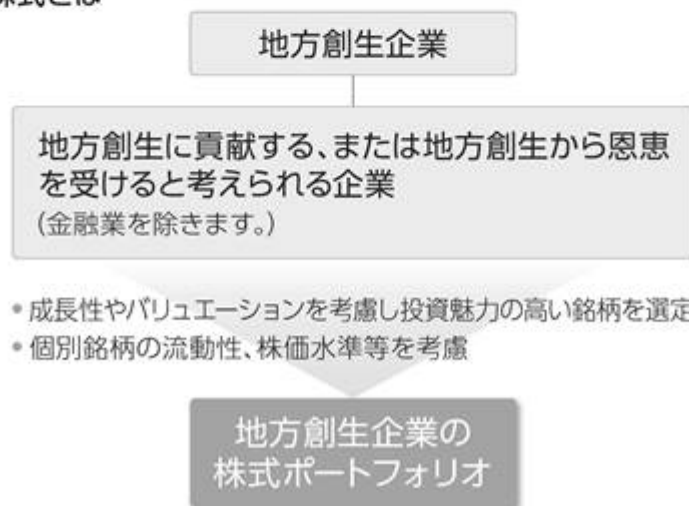 株式とは
地方創生企業
地方創生に貢献する、または地方創生から恩恵
を受けると考えられる企業
(金融業を除きます。)
• 成長性やバリュエーションを考慮し投資魅力の高い銘柄を選定
• 個別銘柄の流動性、株価水準等を考慮
地方創生企業の
株式ポートフォリオ